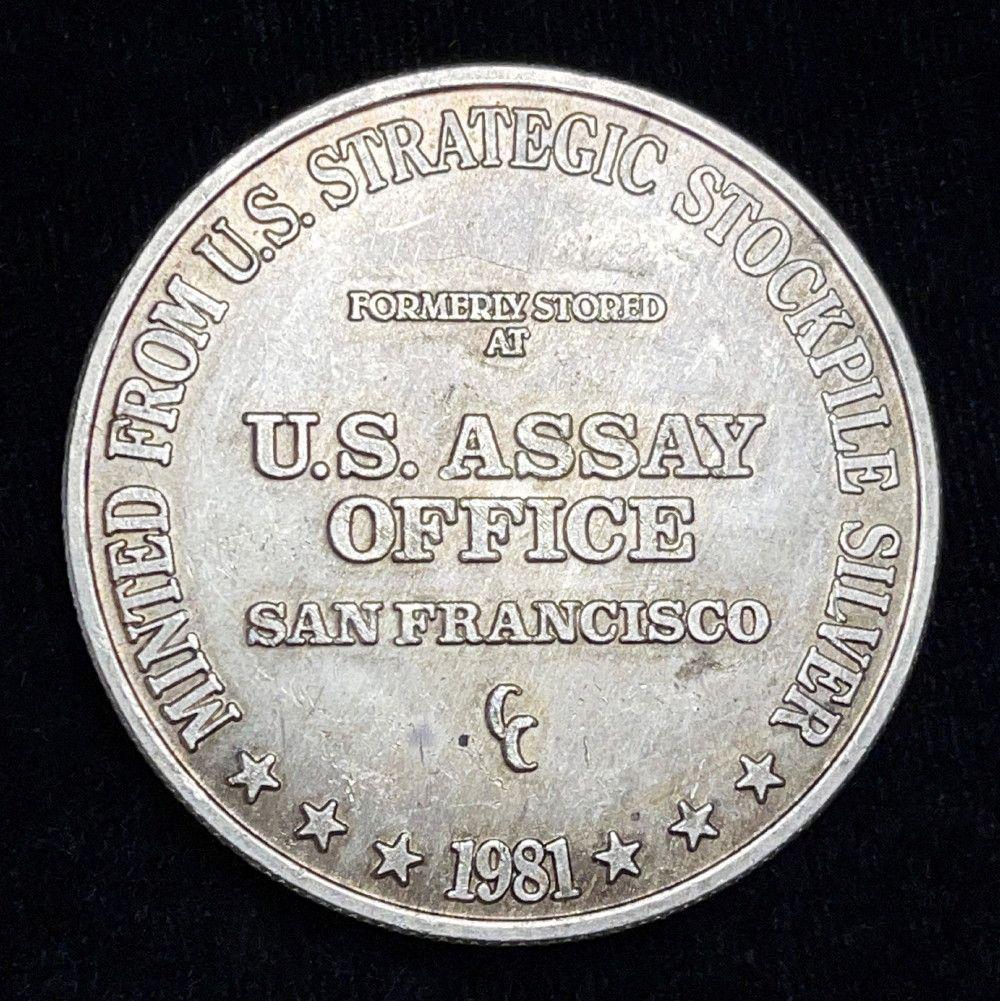 MINTED FROM U.S. STRATEGIC STOCKPILE SILVER
FORMERLY STORED
AT
U.S. ASSAY
OFFICE
SAN FRANCISCO
CC
1981